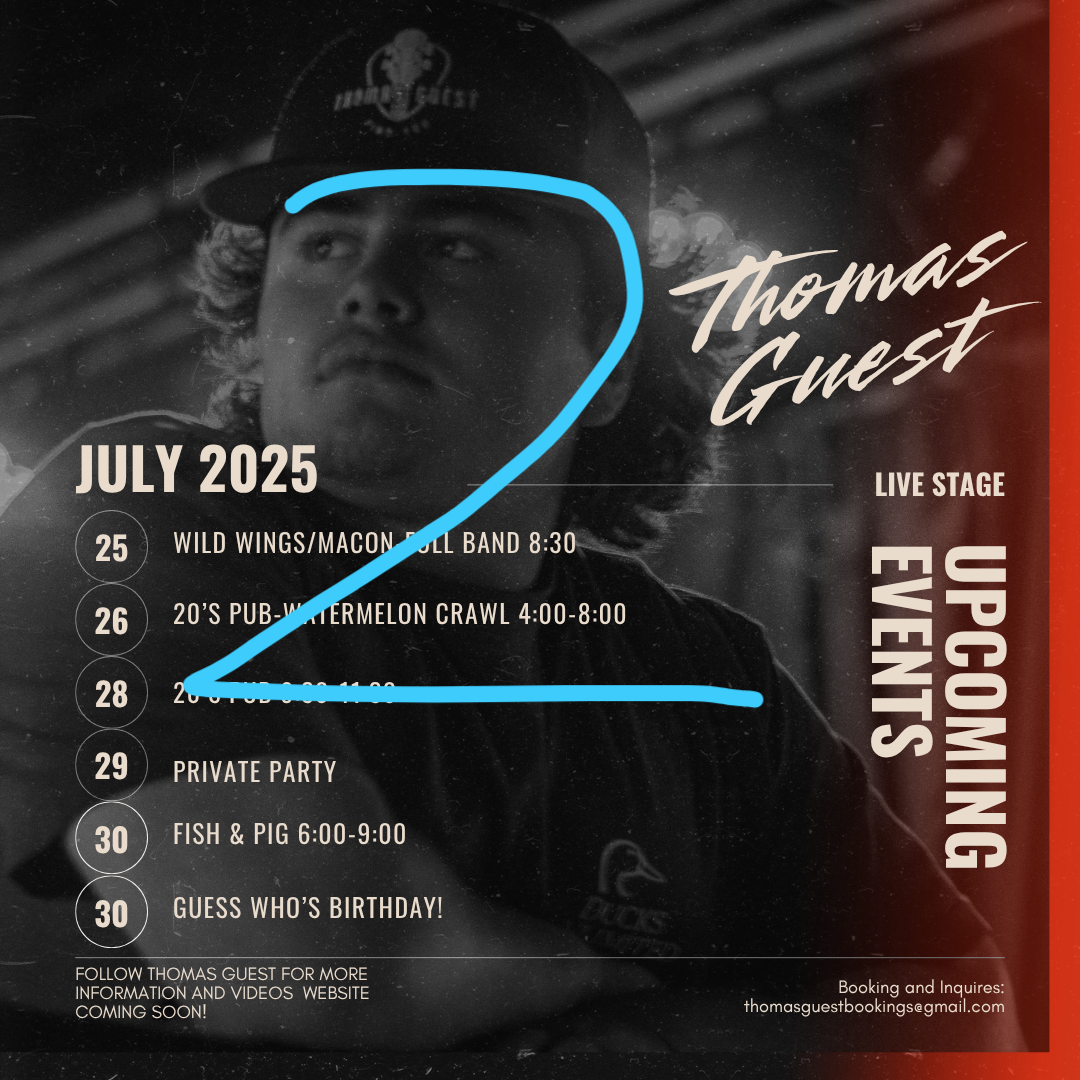 THOMAS GUEST
Thomas
Guest
JULY 2025
LIVE STAGE
UPCOMING
EVENTS
25 WILD WINGS/MACON-FULL BAND 8:30
26 20'S PUB-WATERMELON CRAWL 4:00-8:00
28 20'S PUB
29 PRIVATE PARTY
30 FISH & PIG 6:00-9:00
30 GUESS WHO'S BIRTHDAY!
DUCKS
2
FOLLOW THOMAS GUEST FOR MORE
INFORMATION AND VIDEOS WEBSITE
COMING SOON!
Booking and Inquires:
thomasguestbookings@gmail.com